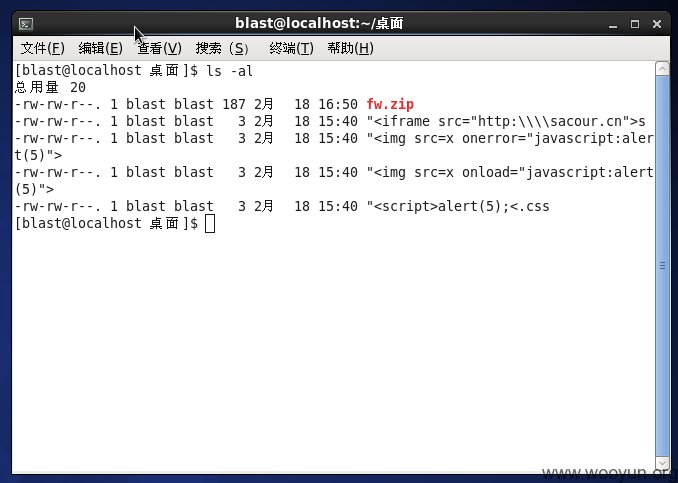 blast@localhost:~/桌面
文件(F) 编辑(E) 查看(V) 搜索 (S) 终端(T) 帮助(H)
[blast@localhost 桌面]$ ls -al
总用量 20
-rw-rw-r--. 1 blast blast 187 2月  18 16:50 fw.zip
-rw-rw-r--. 1 blast blast   3 2月  18 15:40 "<iframe src="http:\\\\sacour.cn">s
-rw-rw-r--. 1 blast blast   3 2月  18 15:40 "<img src=x onerror="javascript:aler
t(5)">
-rw-rw-r--. 1 blast blast   3 2月  18 15:40 "<img src=x onload="javascript:alert
(5)">
-rw-rw-r--. 1 blast blast   3 2月  18 15:40 "<script>alert(5);<.css
[blast@localhost 桌面]$
www.wooyun.org